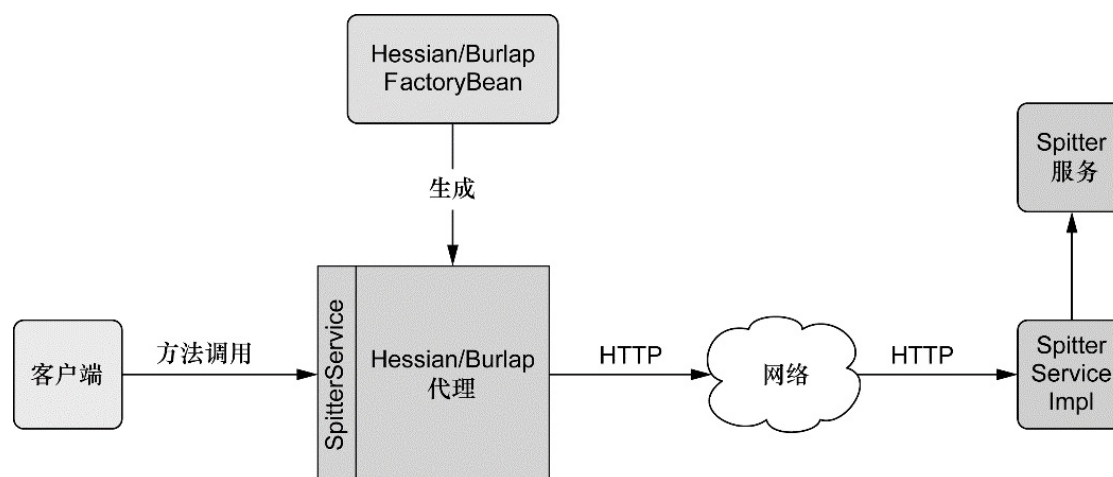 Hessian/Burlap
FactoryBean
生成
Spitter
服务
客户端
方法调用
SpitterService
Hessian/Burlap
代理
HTTP
网络
HTTP
Spitter
Service
Impl